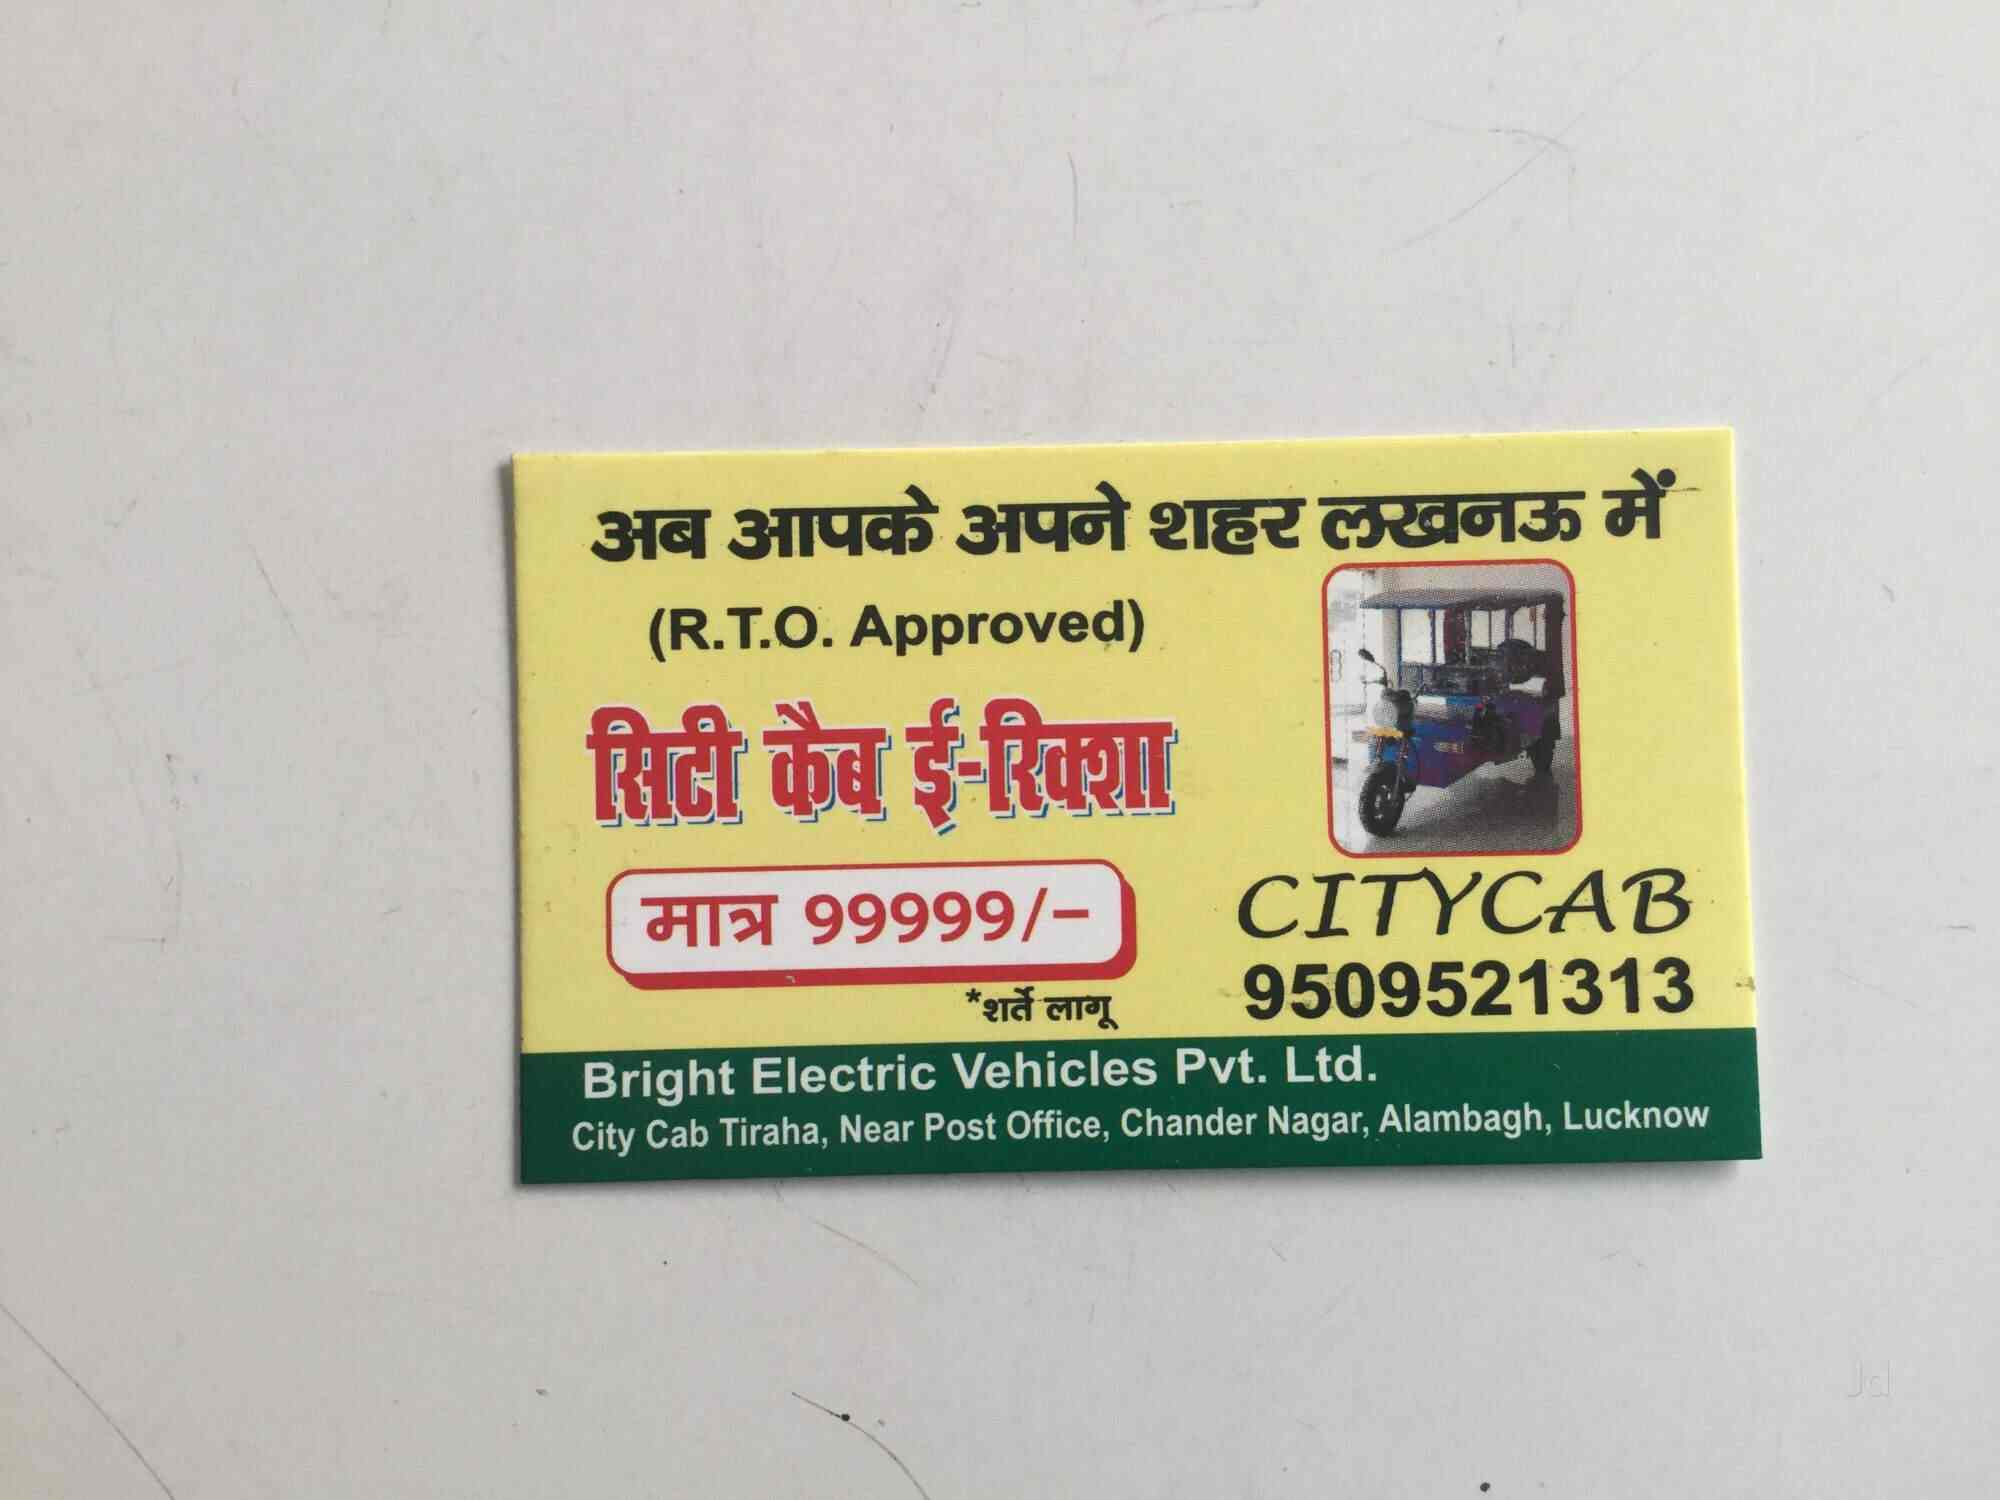 अब आपके अपने शहर लखनऊ में
(R.T.O. Approved)
सिटी कैब ई-रिक्शा
मात्र 99999/-
*शर्ते लागू
CITYCAB
9509521313
Bright Electric Vehicles Pvt. Ltd.
City Cab Tiraha, Near Post Office, Chander Nagar, Alambagh, Lucknow
Jd